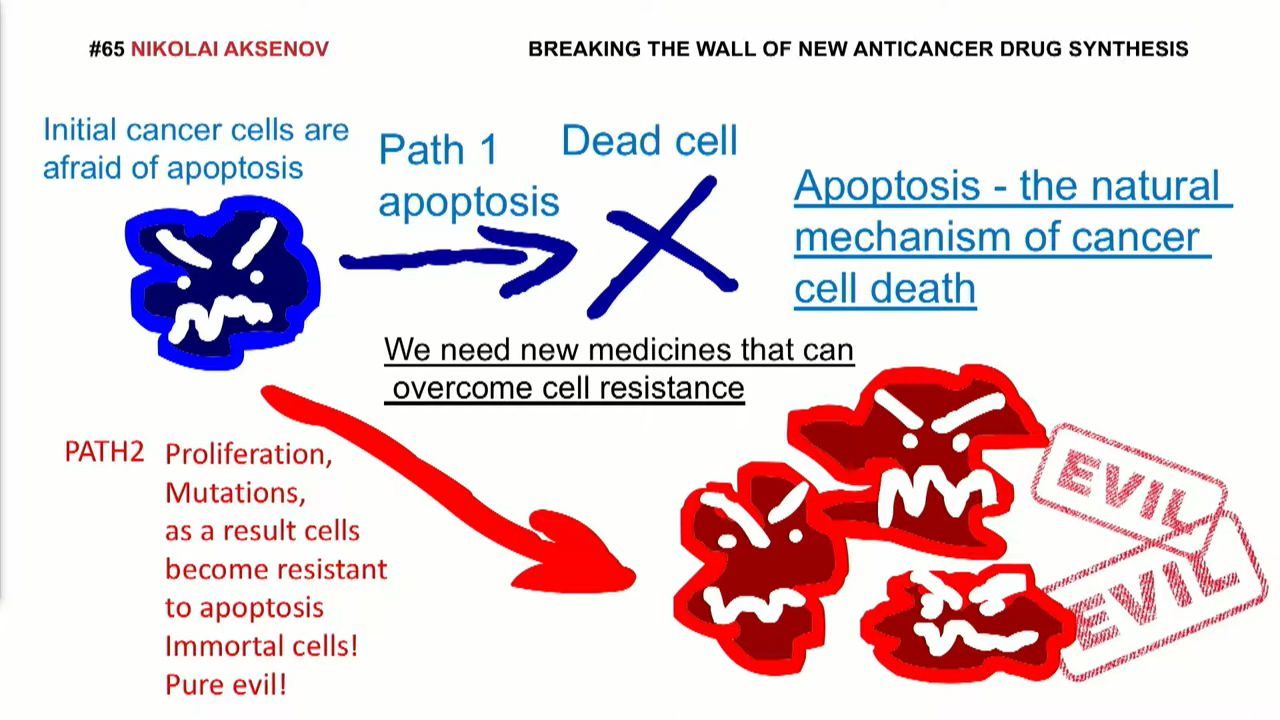 #65 NIKOLAI AKSENOV
BREAKING THE WALL OF NEW ANTICANCER DRUG SYNTHESIS
Initial cancer cells are
afraid of apoptosis
Path 1
apoptosis
Dead cell
Apoptosis - the natural
mechanism of cancer
cell death
We need new medicines that can
overcome cell resistance
PATH2
Proliferation,
Mutations,
as a result cells
become resistant
to apoptosis
Immortal cells!
Pure evil!
EVIL
EVIL